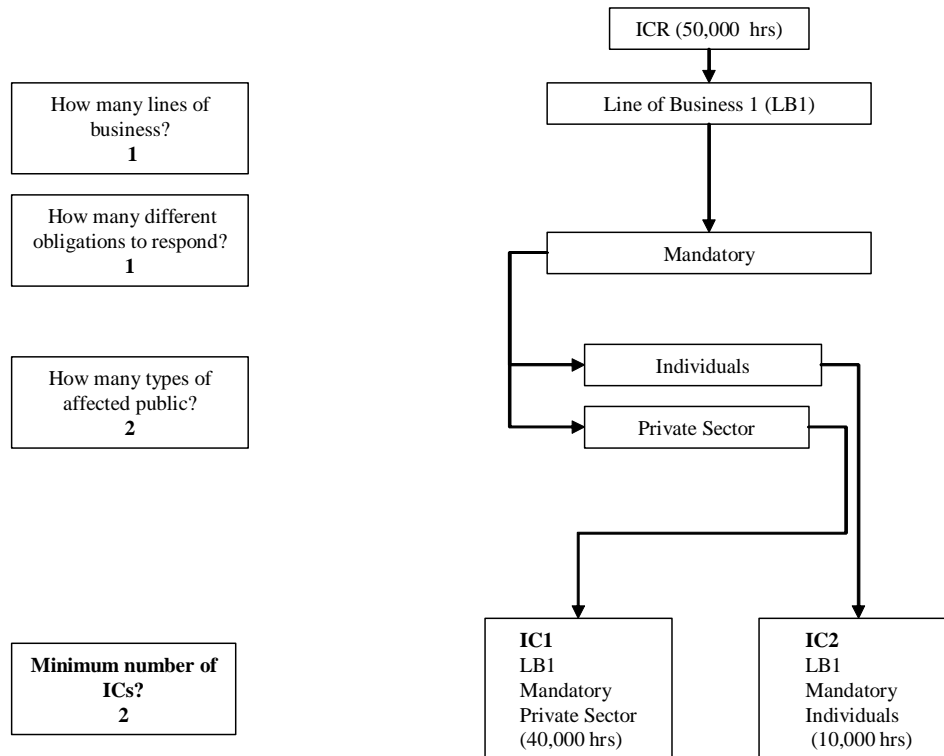 ICR (50,000 hrs)
How many lines of
business?
1
Line of Business 1 (LB1)
How many different
obligations to respond?
1
Mandatory
How many types of
affected public?
2
Individuals
Private Sector
Minimum number of
ICs?
2
IC1
LB1
Mandatory
Private Sector
(40,000 hrs)
IC2
LB1
Mandatory
Individuals
(10,000 hrs)